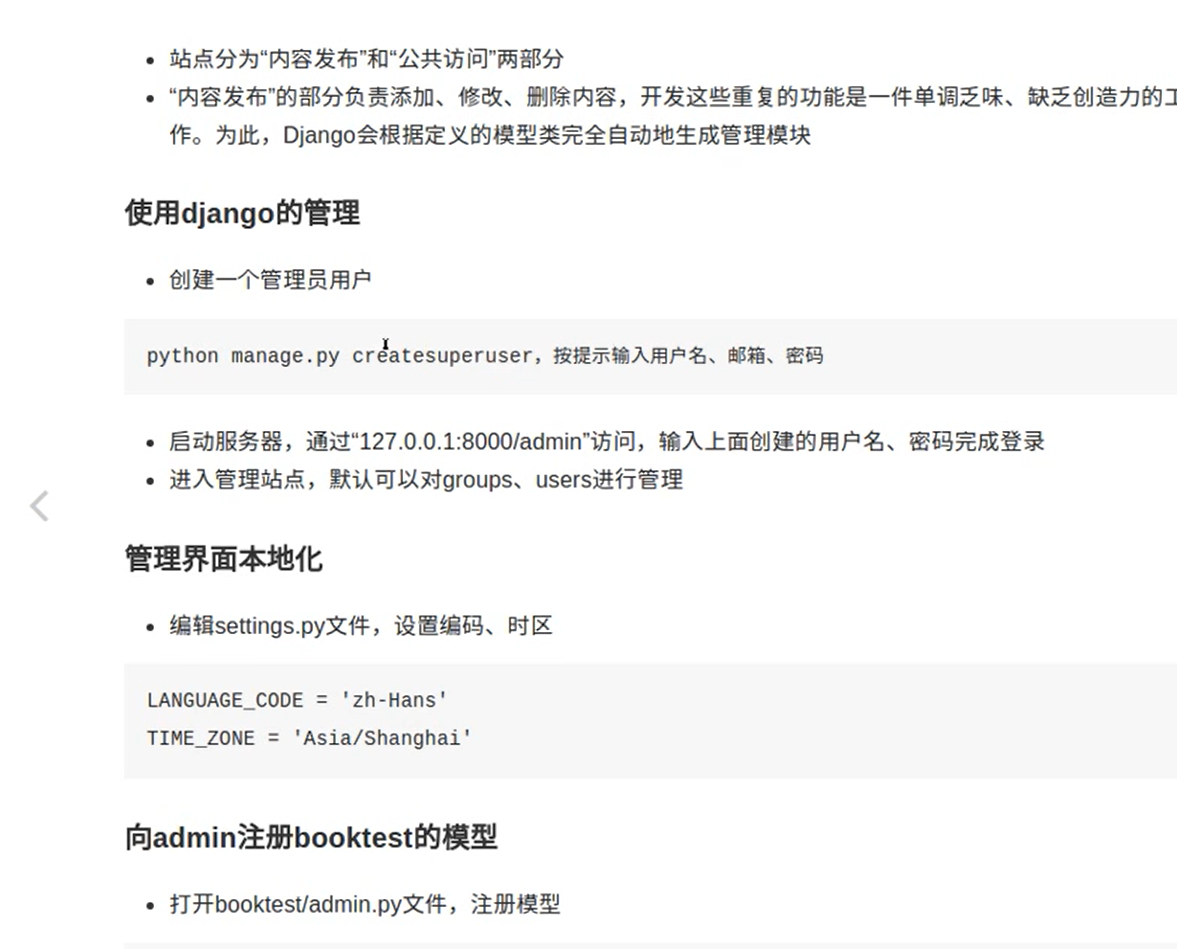 站点分为“内容发布”和“公共访问”两部分
“内容发布”的部分负责添加、修改、删除内容，开发这些重复的功能是一件单调乏味、缺乏创造力的工
作。为此，Django会根据定义的模型类完全自动地生成管理模块
使用django的管理
创建一个管理员用户
python manage.py createsuperuser，按提示输入用户名、邮箱、密码
启动服务器，通过“127.0.0.1:8000/admin”访问，输入上面创建的用户名、密码完成登录
进入管理站点，默认可以对groups、users进行管理
管理界面本地化
编辑settings.py文件，设置编码、时区
LANGUAGE_CODE = 'zh-Hans'
TIME_ZONE = 'Asia/Shanghai'
向admin注册booktest的模型
打开booktest/admin.py文件，注册模型